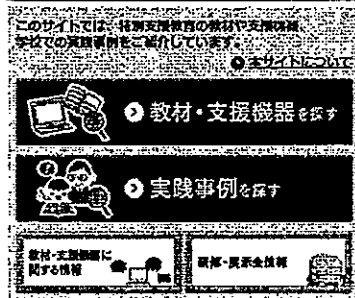 このサイトでは、特別支援教育の教材や支援機器、
学校での実践事例をご紹介しています。
本サイトについて
教材・支援機器を探す
実践事例を探す
教材・支援機器に
関する情報
研修・展示会情報